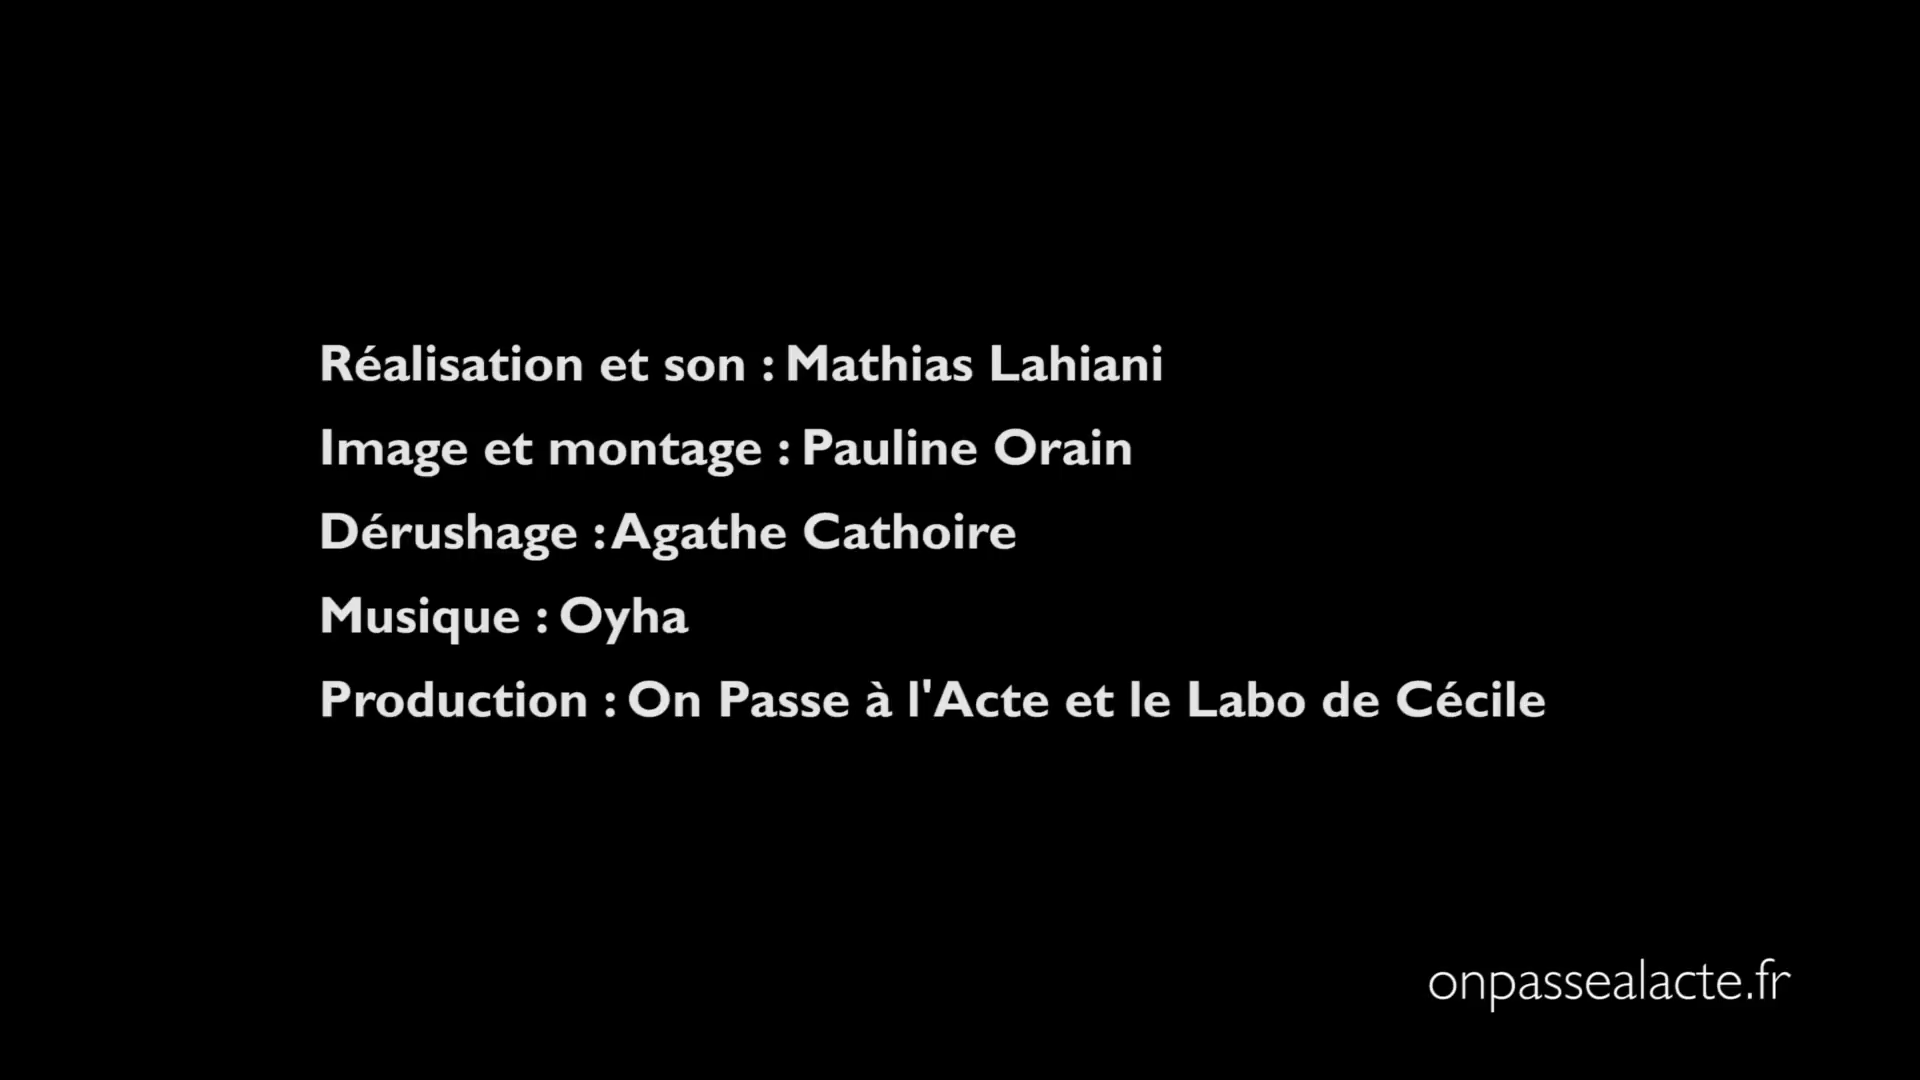 Réalisation et son : Mathias Lahiani
Image et montage : Pauline Orain
Dérushage : Agathe Cathoire
Musique : Oyha
Production : On Passe à l'Acte et le Labo de Cécile
onpassealacte.fr